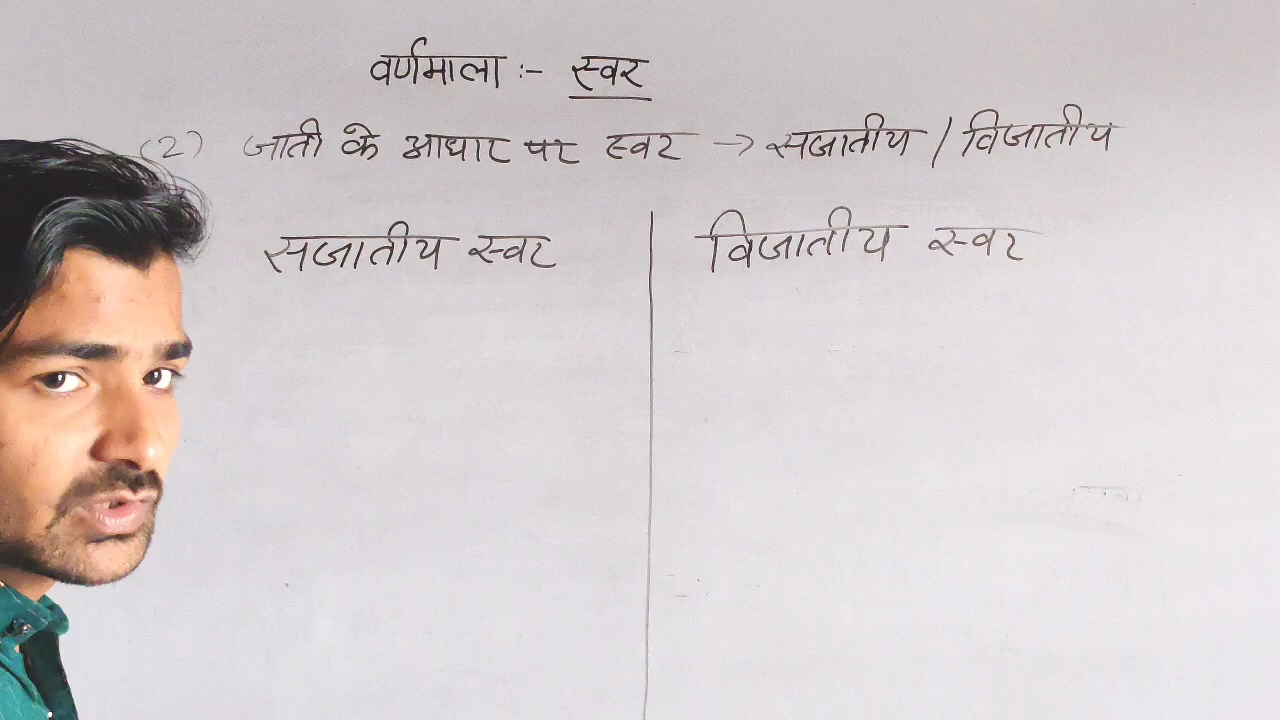 वर्णमाला :- स्वर
(2) जाती के आधार पर स्वर → सजातीय / विजातीय
सजातीय स्वर
विजातीय स्वर